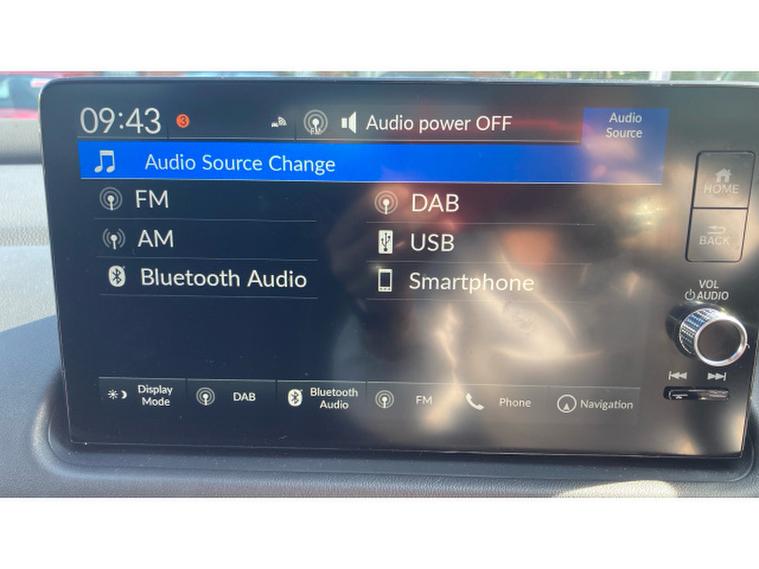 09:43 3 FM Audio power OFF Audio Source
Audio Source Change
FM DAB
AM USB
Bluetooth Audio Smartphone
Display Mode DAB Bluetooth Audio FM Phone Navigation
HOME
BACK
VOL
AUDIO